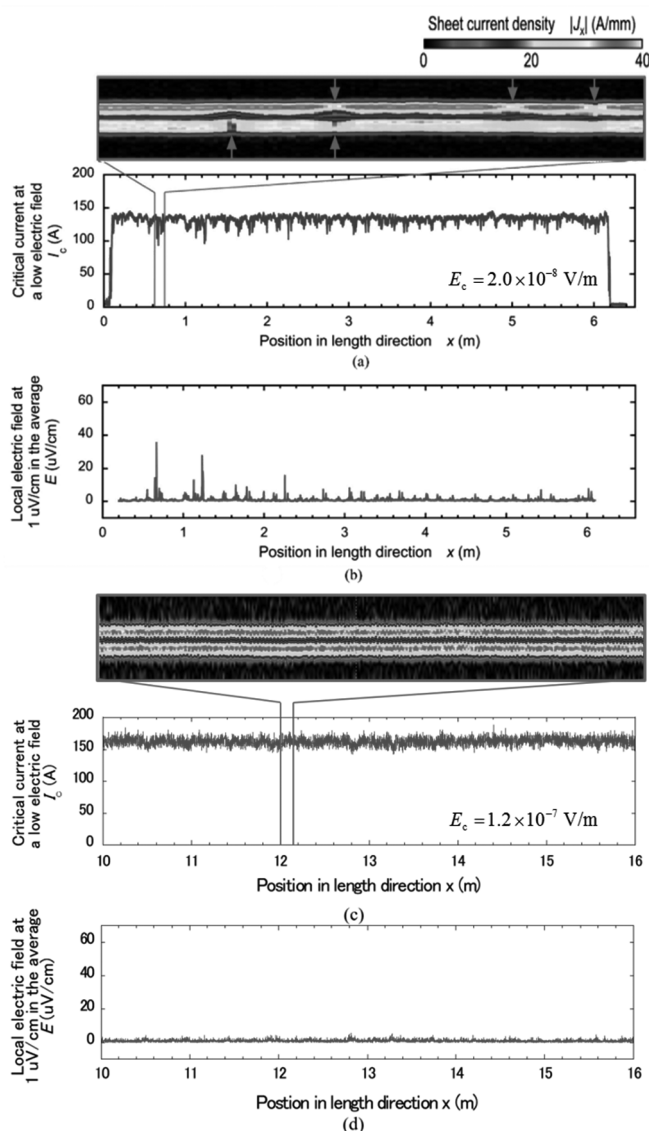 Sheet current density |Jx| (A/mm)
0 20 40
Critical current at
a low electric field
Ic (A)
200
150
100
50
0
Ec = 2.0×10⁻⁸ V/m
0 1 2 3 4 5 6
Position in length direction x (m)
(a)
Local electric field at
1 uV/cm in the average
E (uV/cm)
60
40
20
0
0 1 2 3 4 5 6
Position in length direction x (m)
(b)
Critical current at
a low electric field
Ic (A)
200
150
100
50
0
Ec = 1.2×10⁻⁷ V/m
10 11 12 13 14 15 16
Position in length direction x (m)
(c)
Local electric field at
1 uV/cm in the average
E (uV/cm)
60
40
20
0
10 11 12 13 14 15 16
Postion in length direction x (m)
(d)